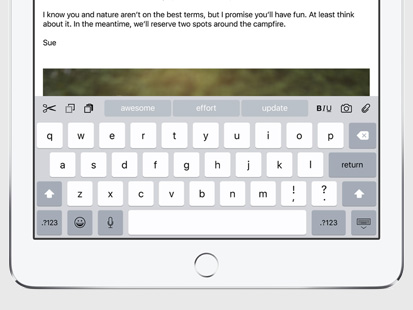 I know you and nature aren't on the best terms, but I promise you'll have fun. At least think
about it. In the meantime, we'll reserve two spots around the campfire.
Sue
awesome effort update B I U
q w e r t y u i o p
a s d f g h j k l return
z x c v b n m ! , ? .
.?123 .?123